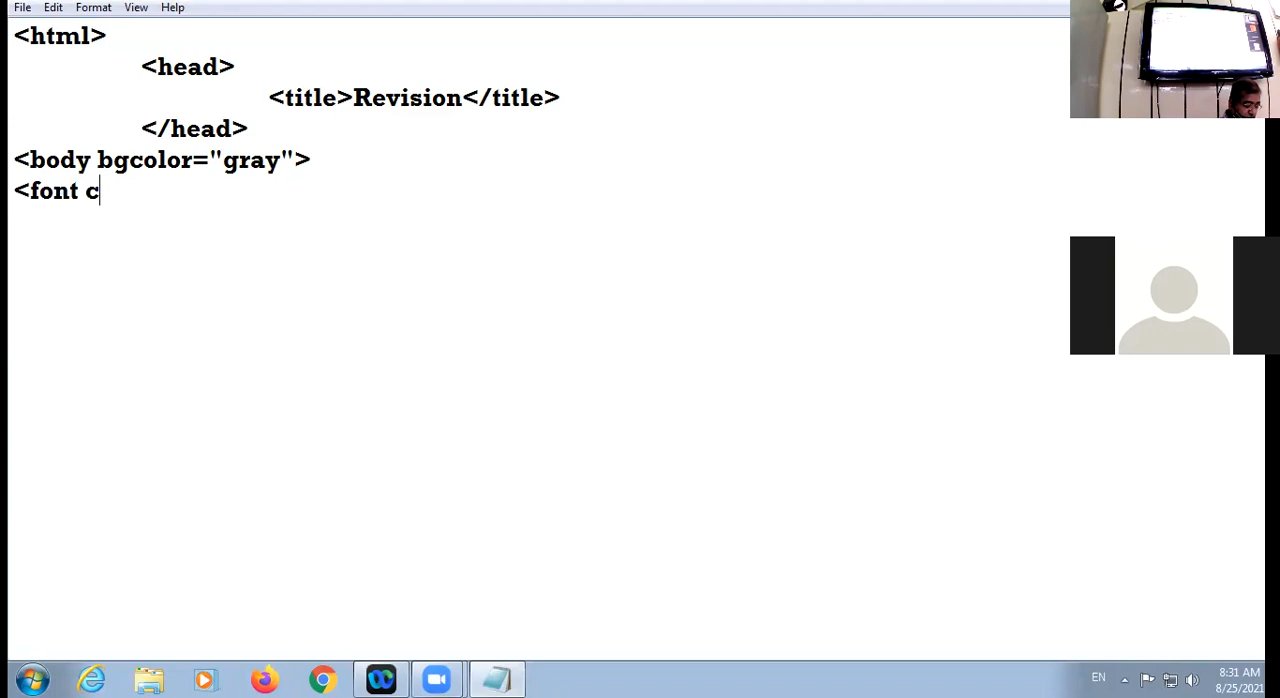 File Edit Format View Help
<html>
<head>
<title>Revision</title>
</head>
<body bgcolor="gray">
<font c
EN
8:31 AM
8/25/2021